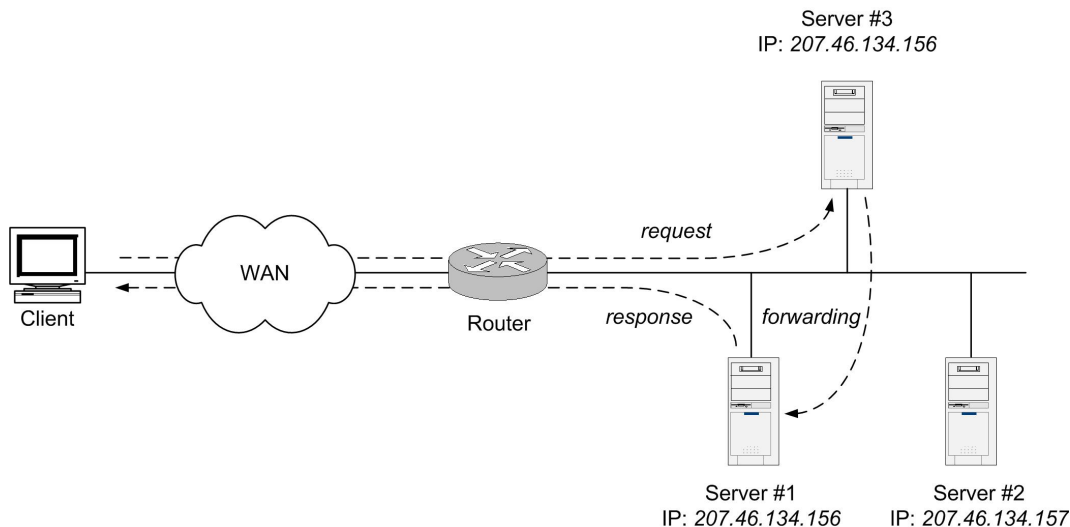 Server #3
IP: 207.46.134.156
request
WAN
Client
Router
response
forwarding
Server #1
IP: 207.46.134.156
Server #2
IP: 207.46.134.157